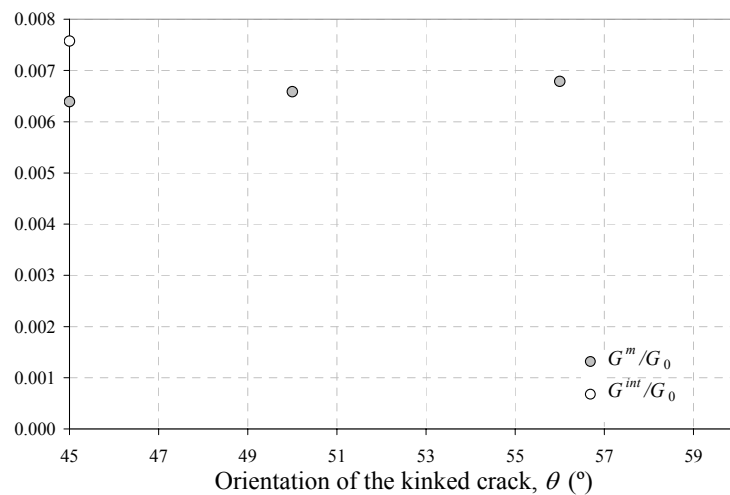 0.008
0.007
0.006
0.005
0.004
0.003
0.002
0.001
0.000
G^m/G_0
G^int/G_0
45 47 49 51 53 55 57 59
Orientation of the kinked crack, θ (º)